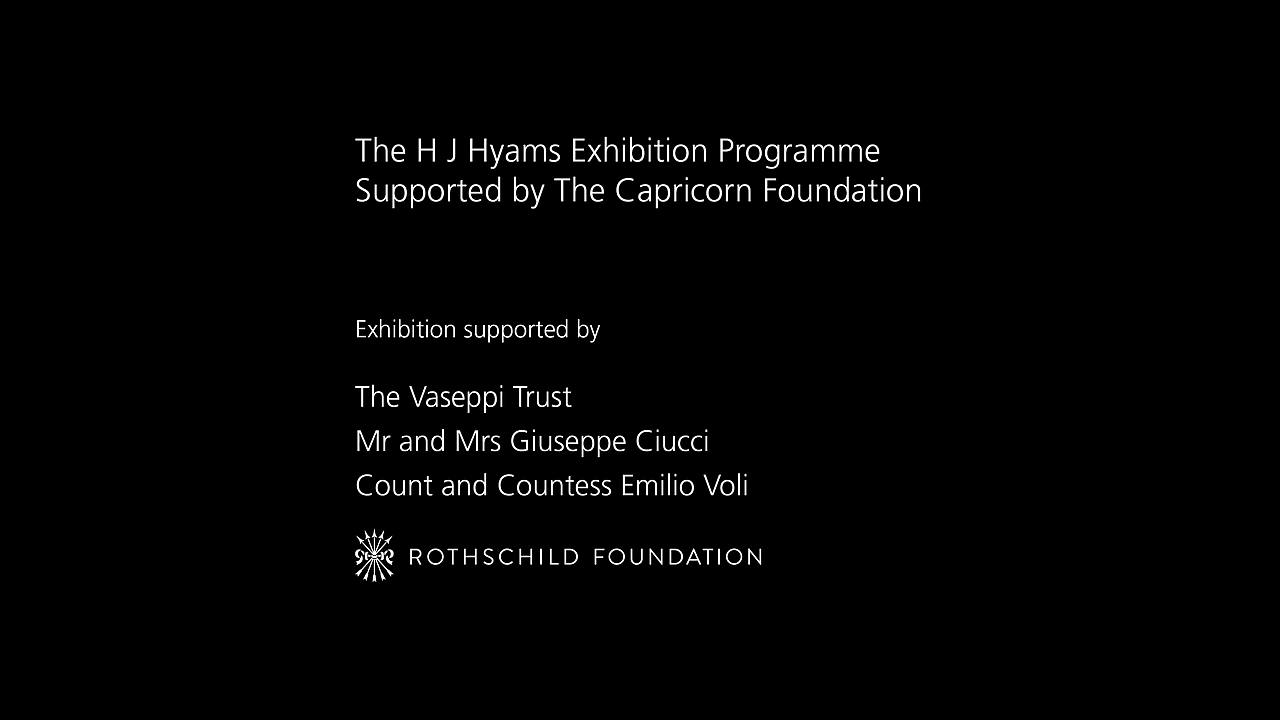 The H J Hyams Exhibition Programme
Supported by The Capricorn Foundation
Exhibition supported by
The Vaseppi Trust
Mr and Mrs Giuseppe Ciucci
Count and Countess Emilio Voli
ROTHSCHILD FOUNDATION